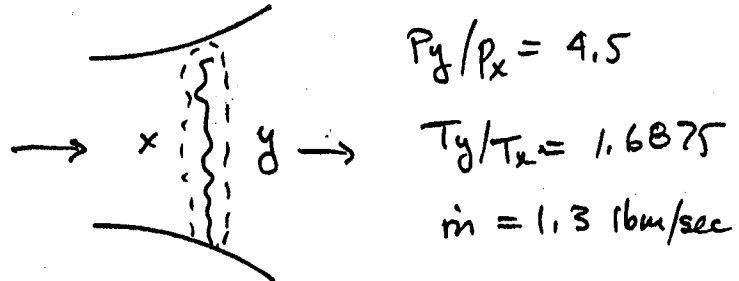 Py/px = 4.5
x y
Ty/Tx = 1.6875
ṁ = 1.3 lbm/sec